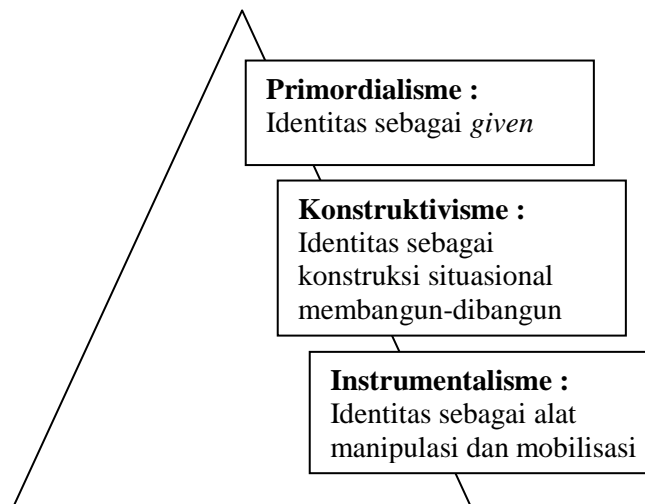 Primordialisme :
Identitas sebagai given
Konstruktivisme :
Identitas sebagai
konstruksi situasional
membangun-dibangun
Instrumentalisme :
Identitas sebagai alat
manipulasi dan mobilisasi